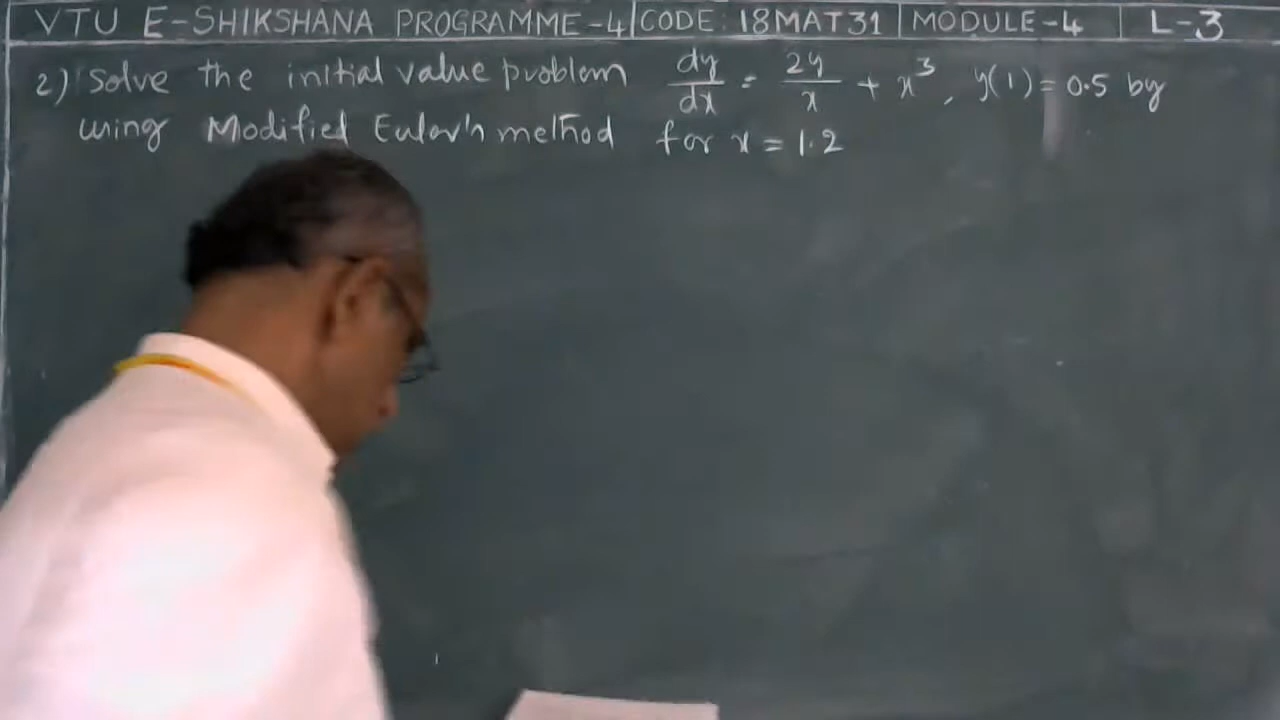 VTU E-SHIKSHANA PROGRAMME-4 CODE: 18MAT31 MODULE-4 L-3
2) Solve the initial value problem dy/dx = 2y/x + x³, y(1) = 0.5 by
using Modified Euler's method for x = 1.2